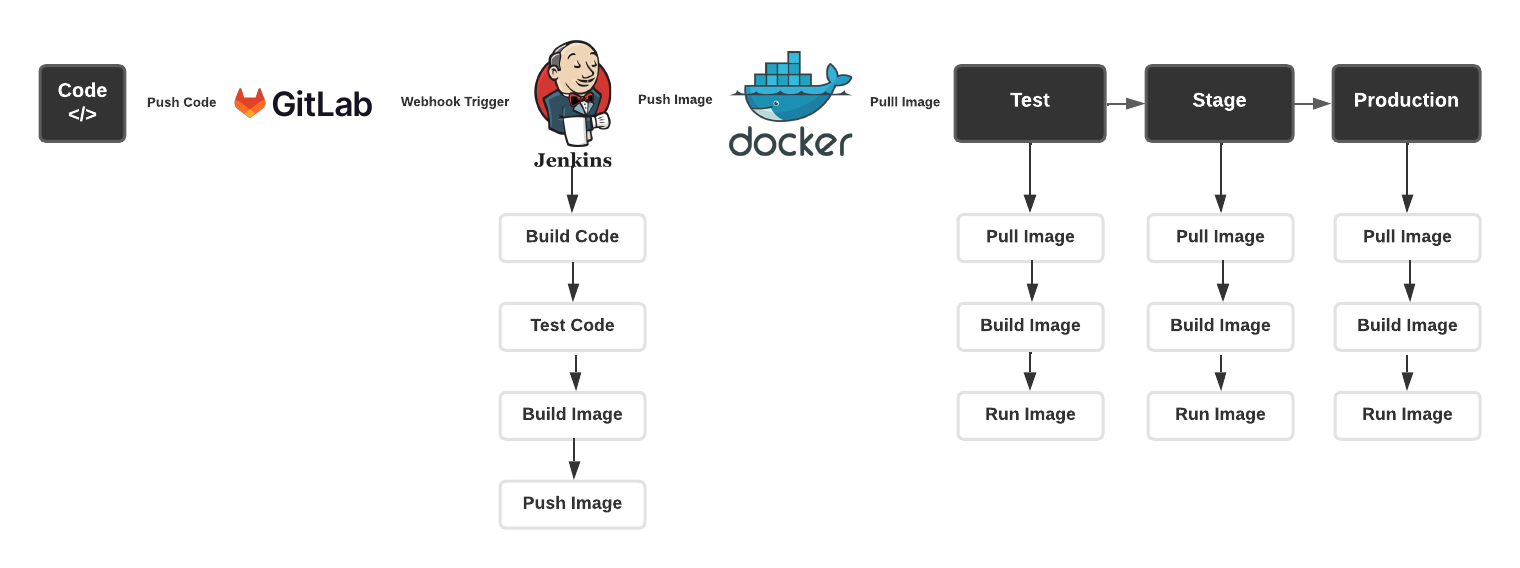 Code
</>
Push Code
GitLab
Webhook Trigger
Jenkins
Push Image
docker
Pulll Image
Test
Stage
Production
Build Code
Test Code
Build Image
Push Image
Pull Image
Build Image
Run Image
Pull Image
Build Image
Run Image
Pull Image
Build Image
Run Image